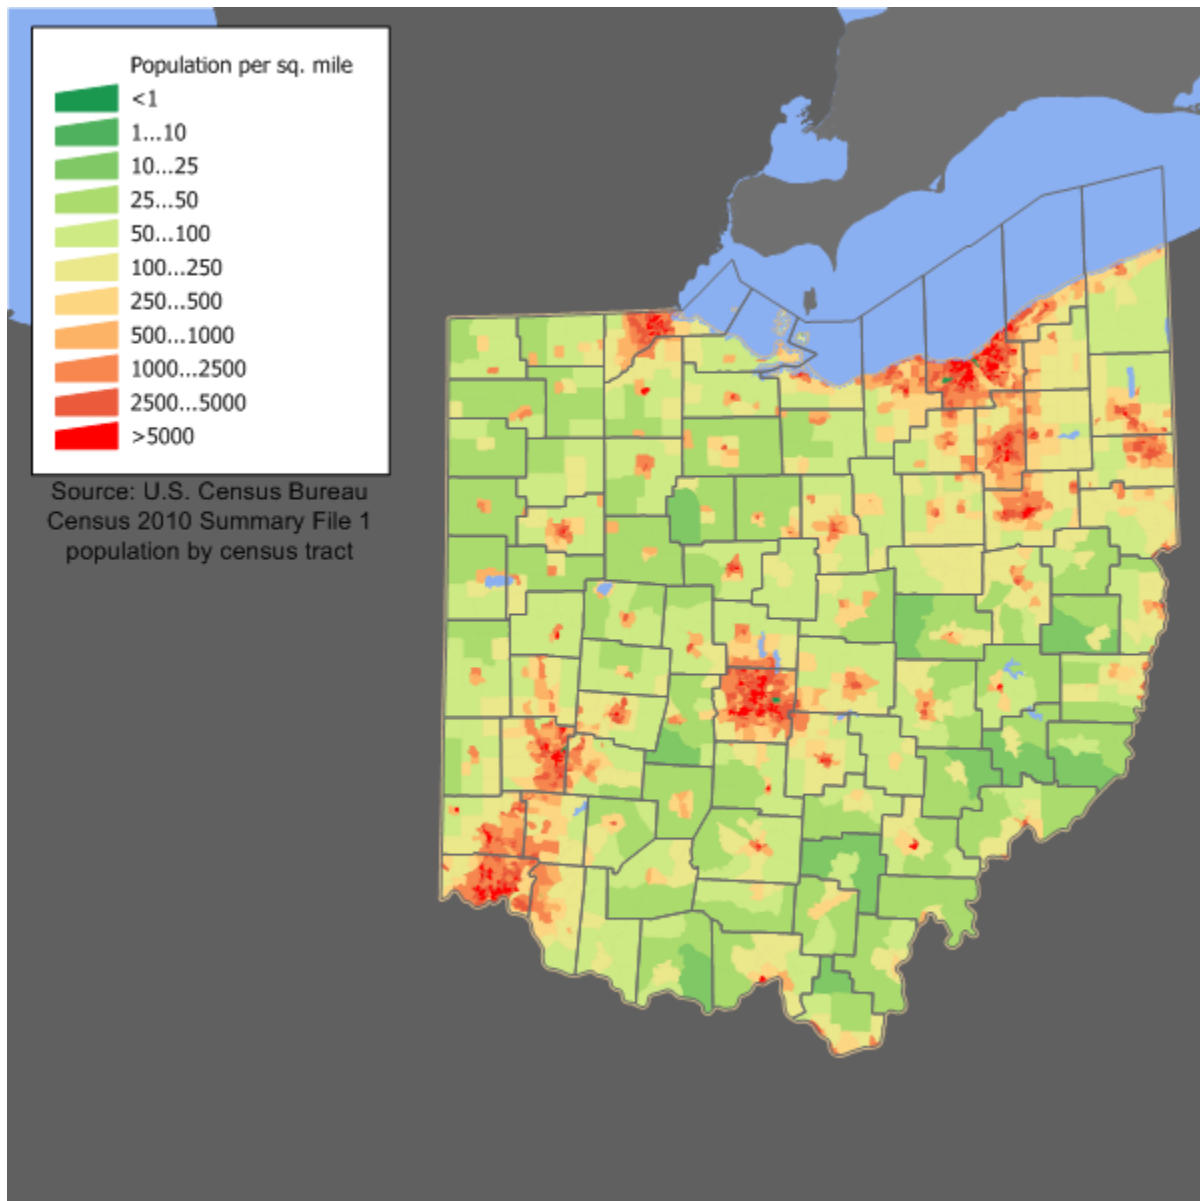 Population per sq. mile
<1
1...10
10...25
25...50
50...100
100...250
250...500
500...1000
1000...2500
2500...5000
>5000
Source: U.S. Census Bureau
Census 2010 Summary File 1
population by census tract